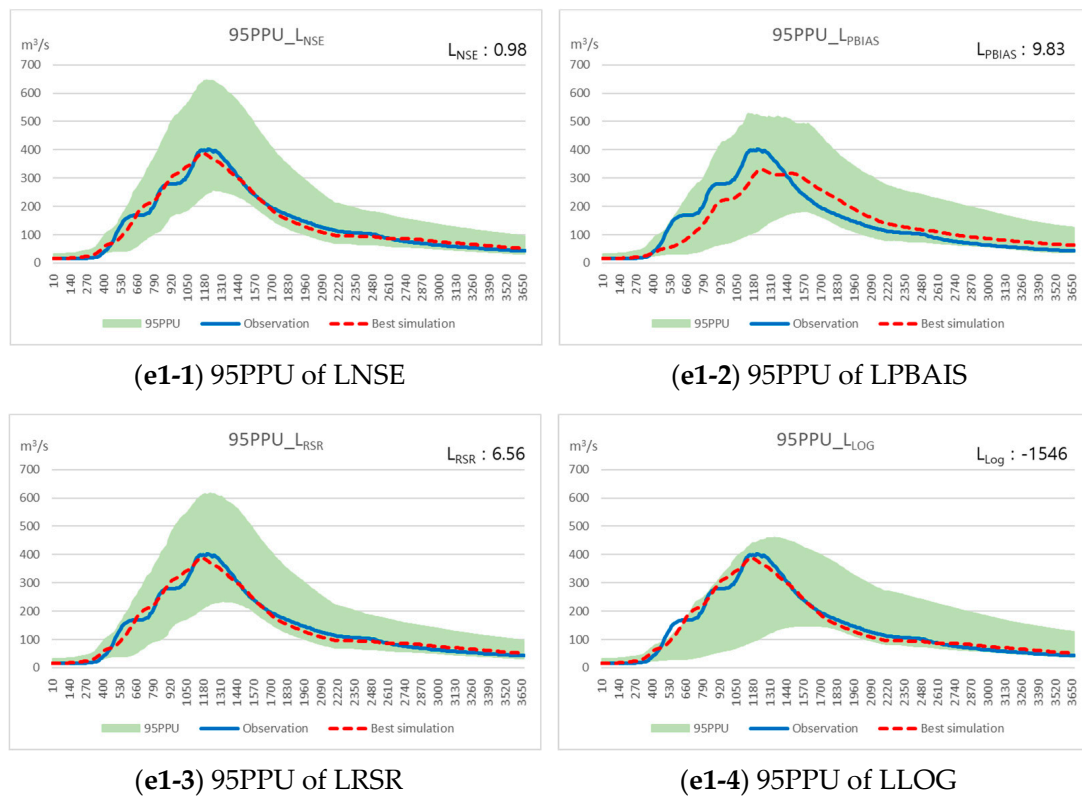 95PPU_LNSE
m³/s
LNSE : 0.98
700
600
500
400
300
200
100
0
10 140 270 400 530 660 790 920 1050 1180 1310 1440 1570 1700 1830 1960 2090 2220 2350 2480 2610 2740 2870 3000 3130 3260 3390 3520 3650
95PPU Observation Best simulation
(e1-1) 95PPU of LNSE
95PPU_LPBIAS
m³/s
LPBIAS : 9.83
700
600
500
400
300
200
100
0
10 140 270 400 530 660 790 920 1050 1180 1310 1440 1570 1700 1830 1960 2090 2220 2350 2480 2610 2740 2870 3000 3130 3260 3390 3520 3650
95PPU Observation Best simulation
(e1-2) 95PPU of LPBAIS
95PPU_LRSR
m³/s
LRSR : 6.56
700
600
500
400
300
200
100
0
10 140 270 400 530 660 790 920 1050 1180 1310 1440 1570 1700 1830 1960 2090 2220 2350 2480 2610 2740 2870 3000 3130 3260 3390 3520 3650
95PPU Observation Best simulation
(e1-3) 95PPU of LRSR
95PPU_LLOG
m³/s
LLog : -1546
700
600
500
400
300
200
100
0
10 140 270 400 530 660 790 920 1050 1180 1310 1440 1570 1700 1830 1960 2090 2220 2350 2480 2610 2740 2870 3000 3130 3260 3390 3520 3650
95PPU Observation Best simulation
(e1-4) 95PPU of LLOG